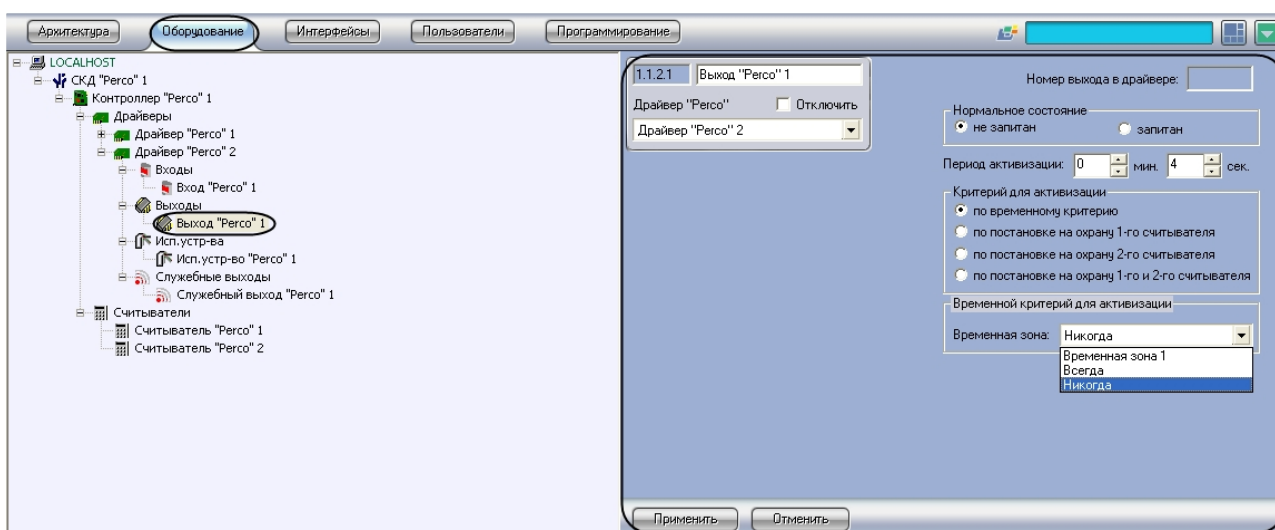 Архитектура
Оборудование
Интерфейсы
Пользователи
Программирование
LOCALHOST
СКД "Perco" 1
Контроллер "Perco" 1
Драйверы
Драйвер "Perco" 1
Драйвер "Perco" 2
Входы
Вход "Perco" 1
Выходы
Выход "Perco" 1
Исп.устр-ва
Исп.устр-во "Perco" 1
Служебные выходы
Служебный выход "Perco" 1
Считыватели
Считыватель "Perco" 1
Считыватель "Perco" 2
1.1.2.1 Выход "Perco" 1
Драйвер "Perco" Отключить
Драйвер "Perco" 2
Номер выхода в драйвере:
Нормальное состояние
не запитан запитан
Период активизации: 0 мин. 4 сек.
Критерий для активизации
по временному критерию
по постановке на охрану 1-го считывателя
по постановке на охрану 2-го считывателя
по постановке на охрану 1-го и 2-го считывателя
Временной критерий для активизации
Временная зона: Никогда
Временная зона 1
Всегда
Никогда
Применить Отменить